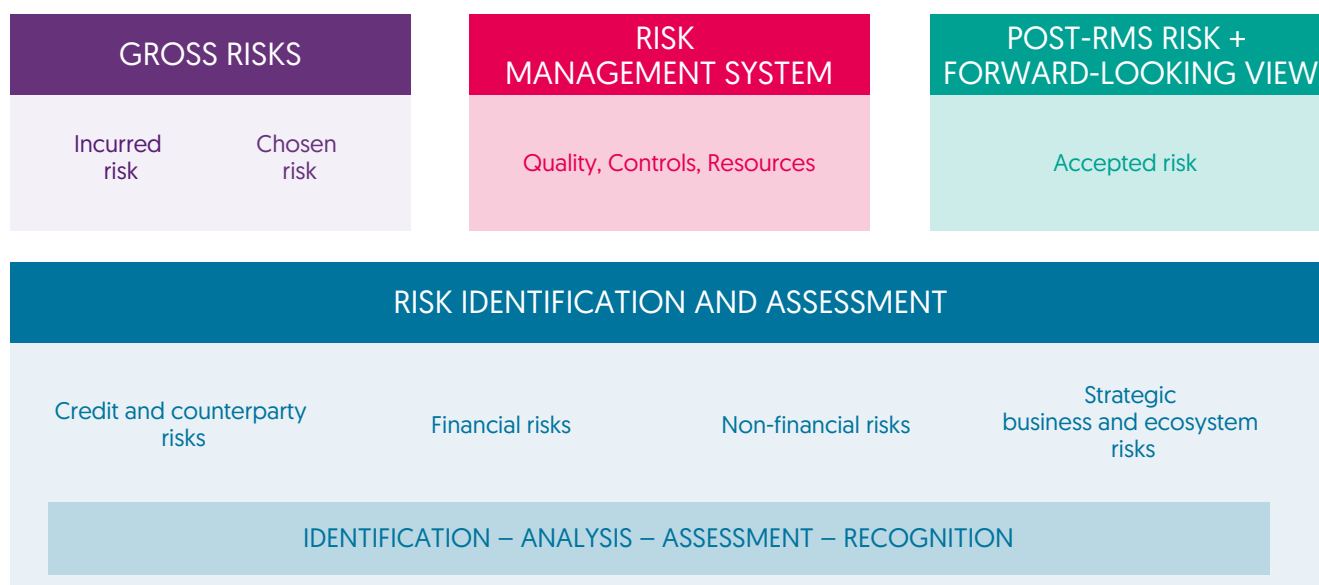 GROSS RISKS
Incurred
risk
Chosen
risk
RISK
MANAGEMENT SYSTEM
Quality, Controls, Resources
POST-RMS RISK +
FORWARD-LOOKING VIEW
Accepted risk
RISK IDENTIFICATION AND ASSESSMENT
Credit and counterparty
risks
Financial risks
Non-financial risks
Strategic
business and ecosystem
risks
IDENTIFICATION – ANALYSIS – ASSESSMENT – RECOGNITION